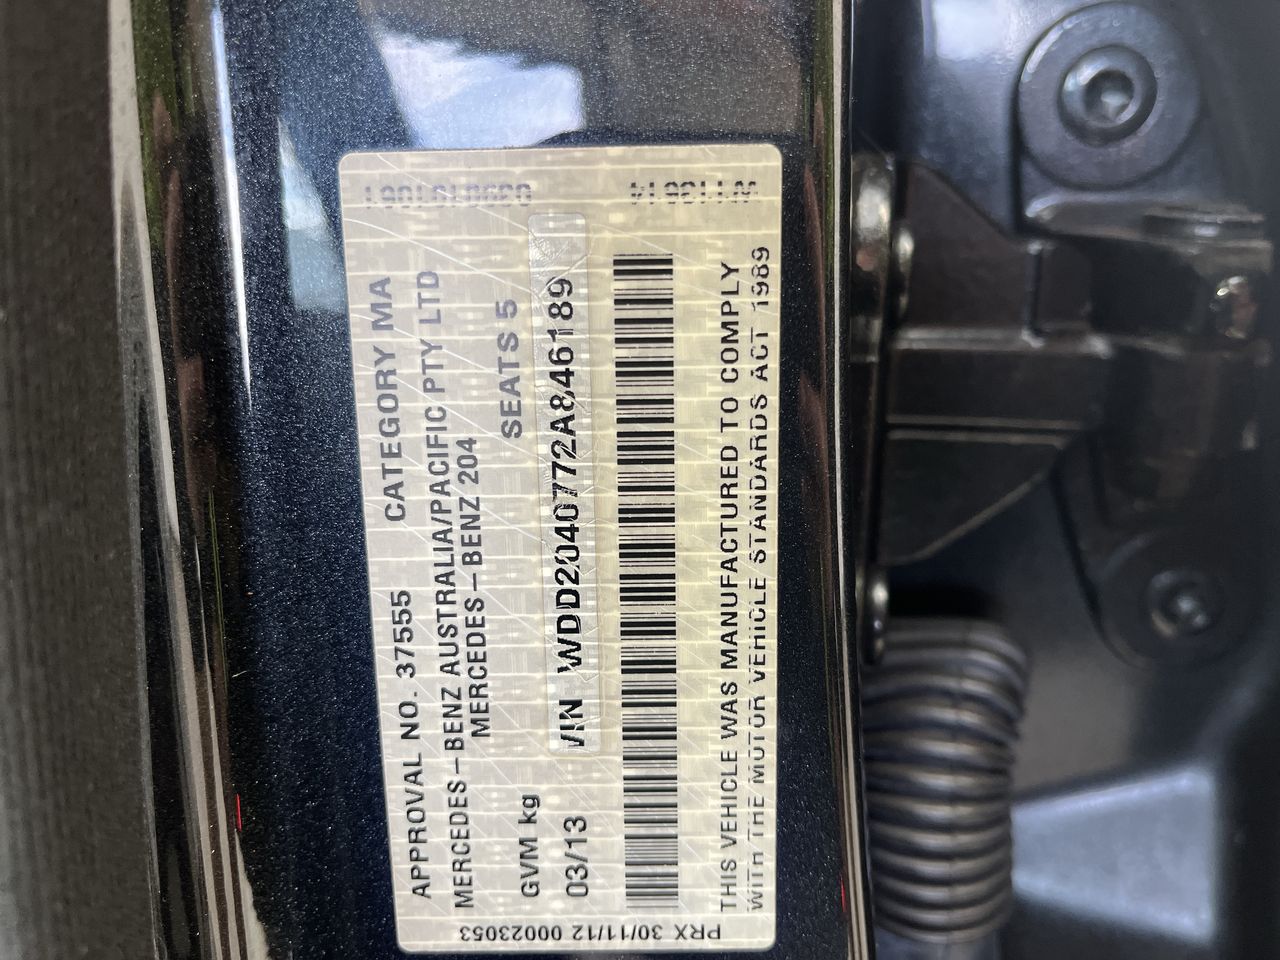 APPROVAL NO. 37555 CATEGORY MA
MERCEDES-BENZ AUSTRALIA/PACIFIC PTY LTD
MERCEDES-BENZ 204
GVM kg SEATS 5
03/13 VIN WDD2040772A846189
THIS VEHICLE WAS MANUFACTURED TO COMPLY
WITH THE MOTOR VEHICLE STANDARDS ACT 1989
PRX 30/11/12 00023053